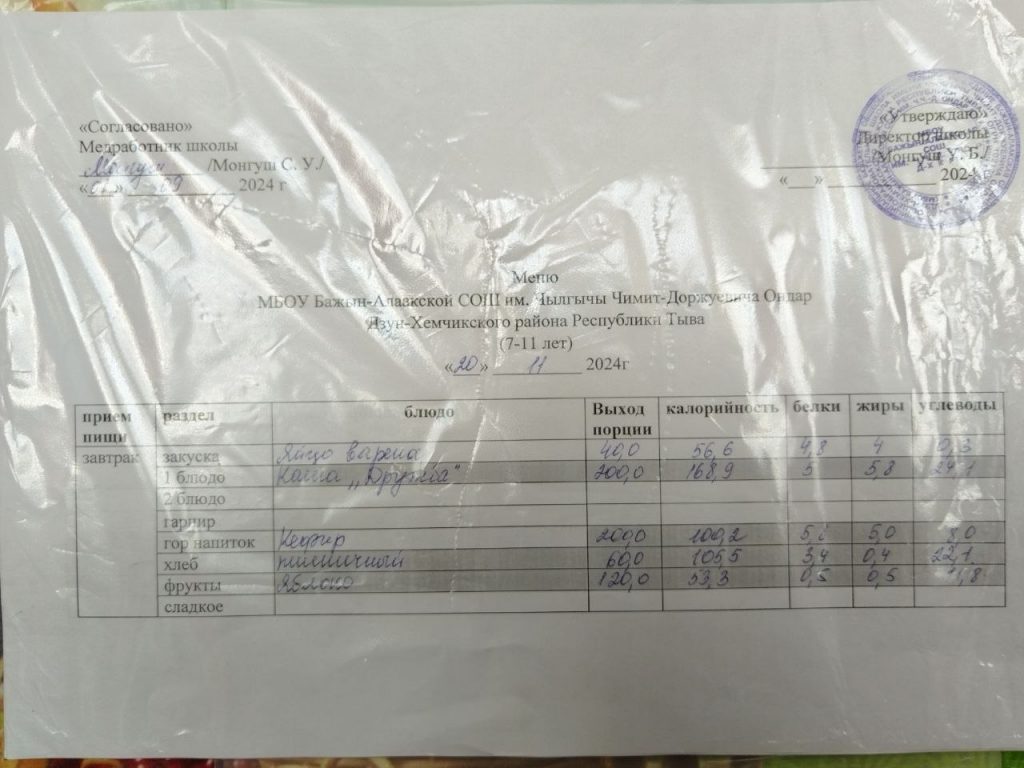 «Согласовано»
Медработник школы
/Монгуш С. У./
« » 09 2024 г
«Утверждаю»
Директор школы
/Монгуш У. Б./
«___» ____________ 2024 г
Меню
МБОУ Бажын-Алаакской СОШ им. Чылгычы Чимит-Доржуевича Ондар
Дзун-Хемчикского района Республики Тыва
(7-11 лет)
«20» 11 2024г
прием пищи раздел блюдо Выход порции калорийность белки жиры углеводы
завтрак закуска Яйцо варена 40,0 56,6 4,8 4 0,3
1 блюдо Каша „Дружба" 200,0 168,9 5 5,8 24,1
2 блюдо
гарнир
гор напиток Кефир 200,0 100,2 5,0
хлеб пшеничный 60,0 105,5 3,4 0,4 22,1
фрукты Яблоко 120,0 53,3 0,5 0,5
сладкое